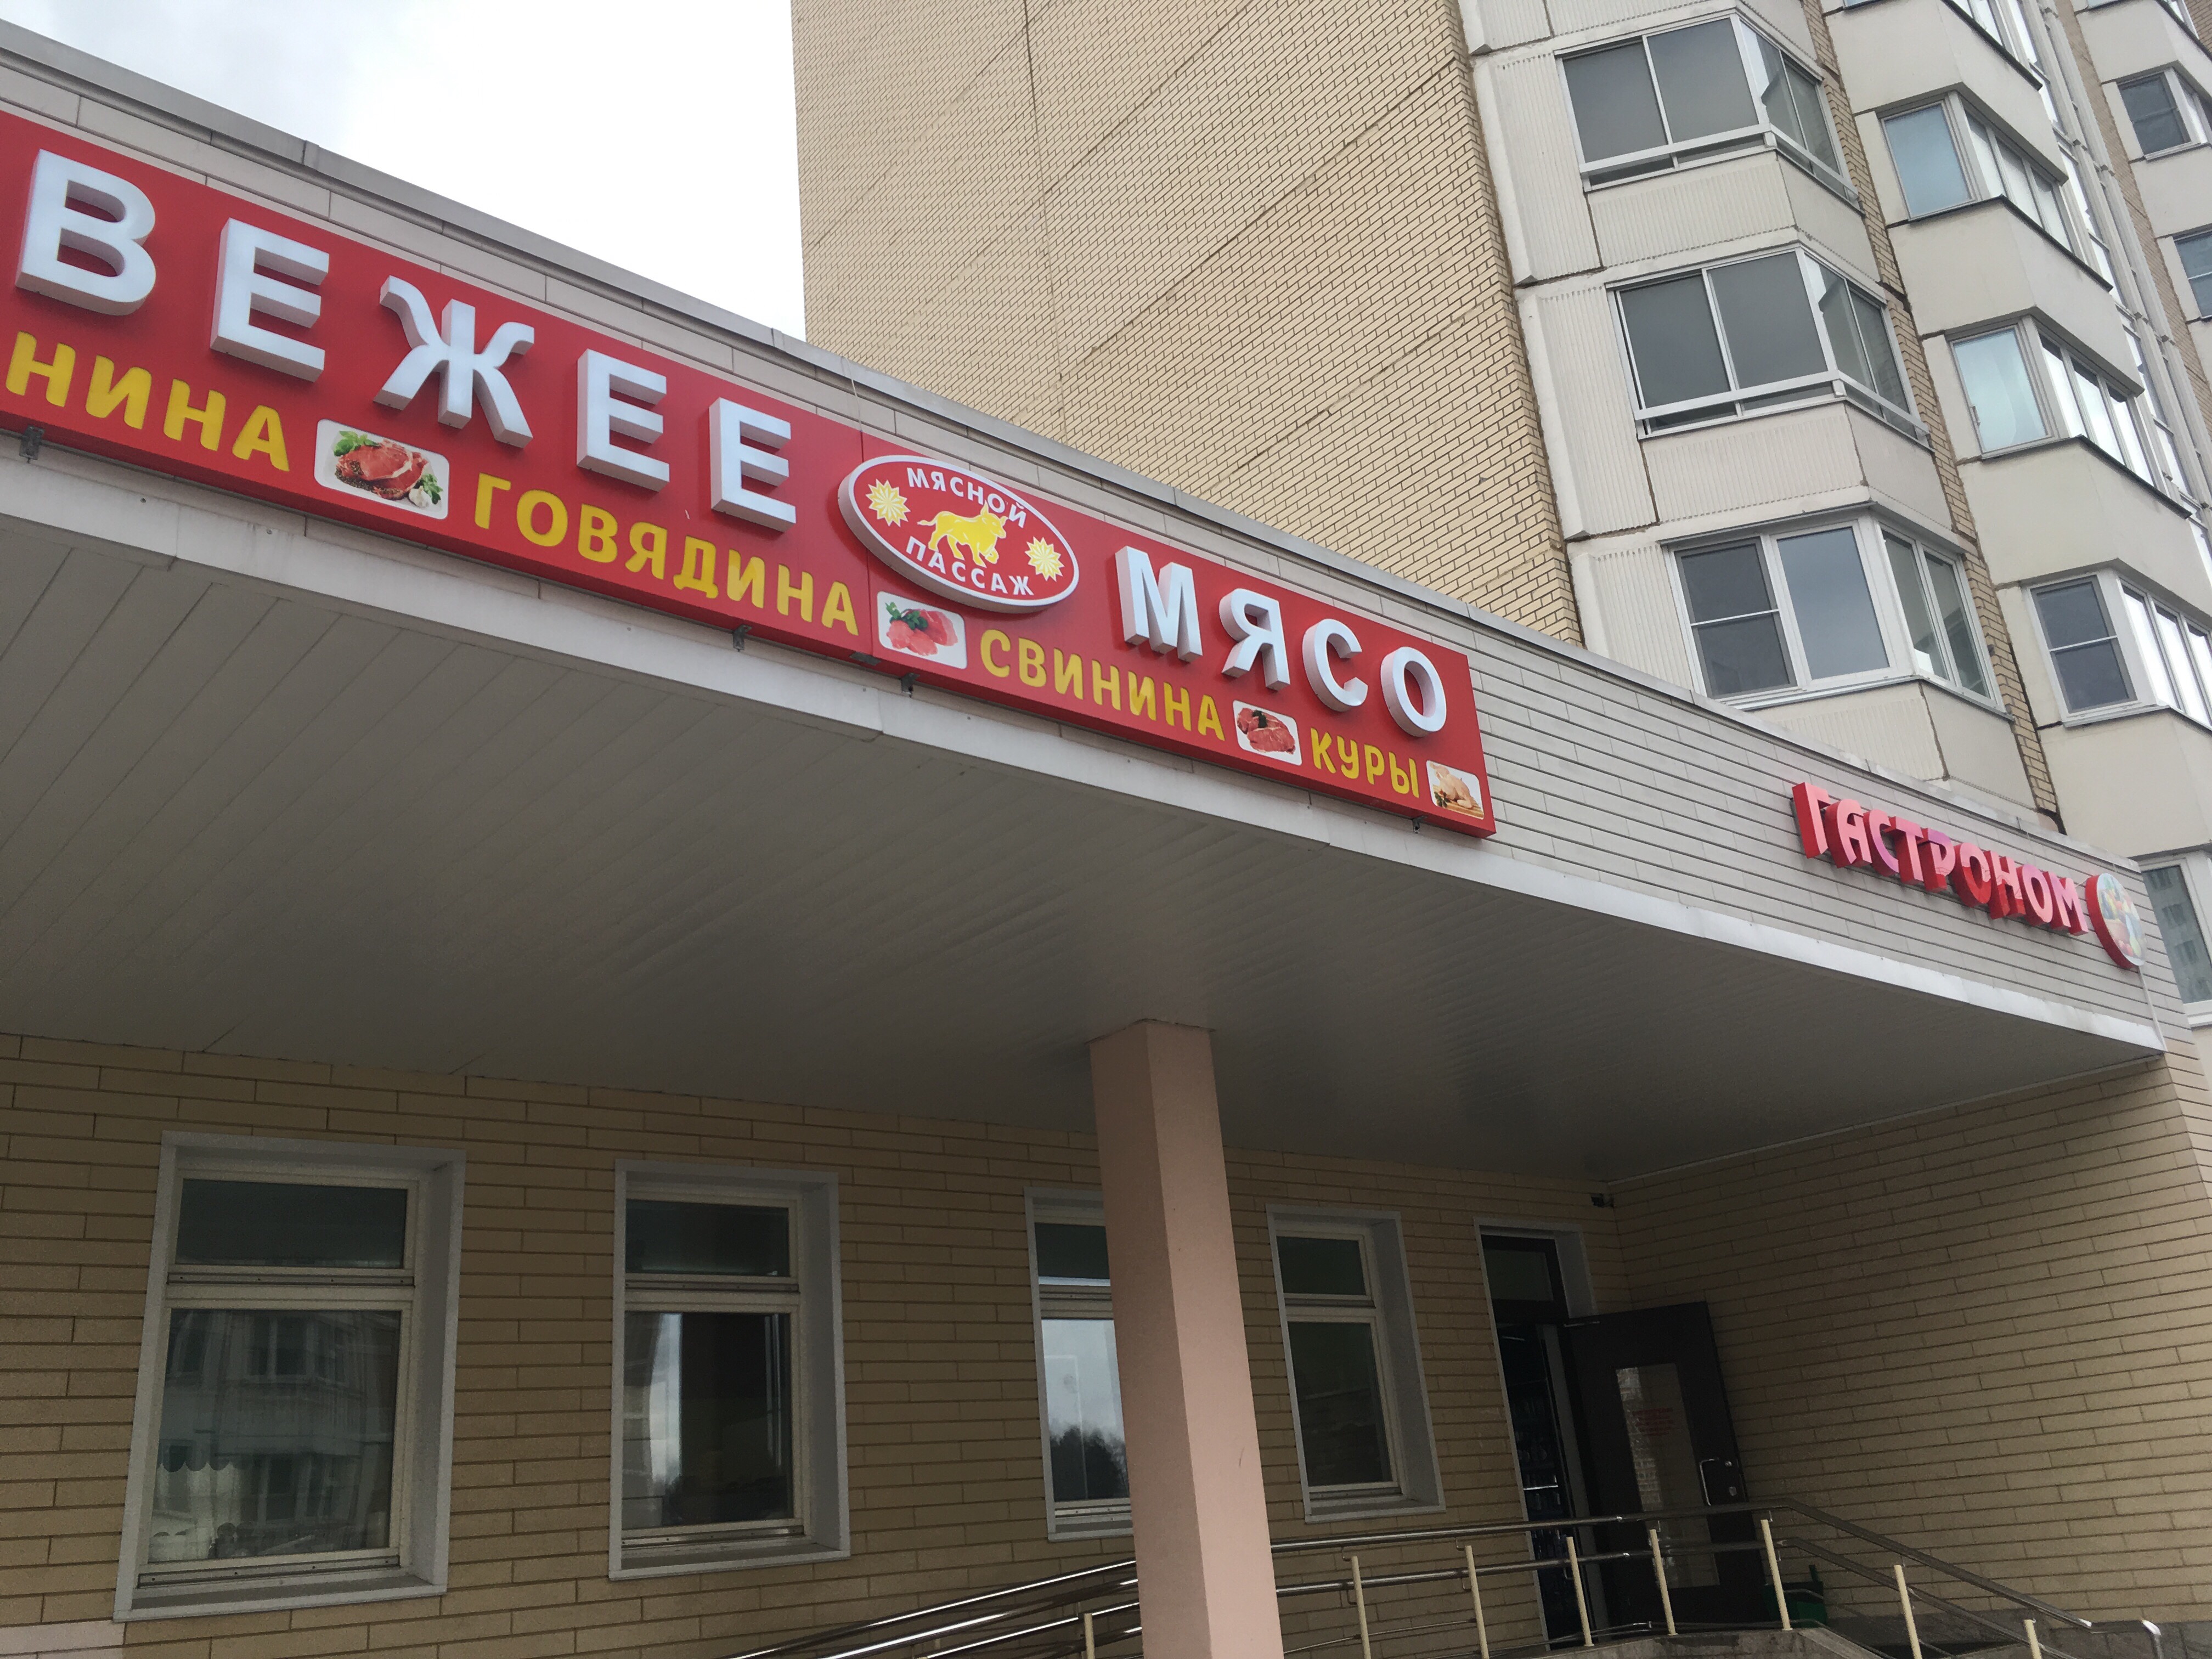 ВЕЖЕЕ
МЯСНОЙ
ПАССАЖ
МЯСО
НИНА ГОВЯДИНА СВИНИНА КУРЫ
ГАСТРОНОМ